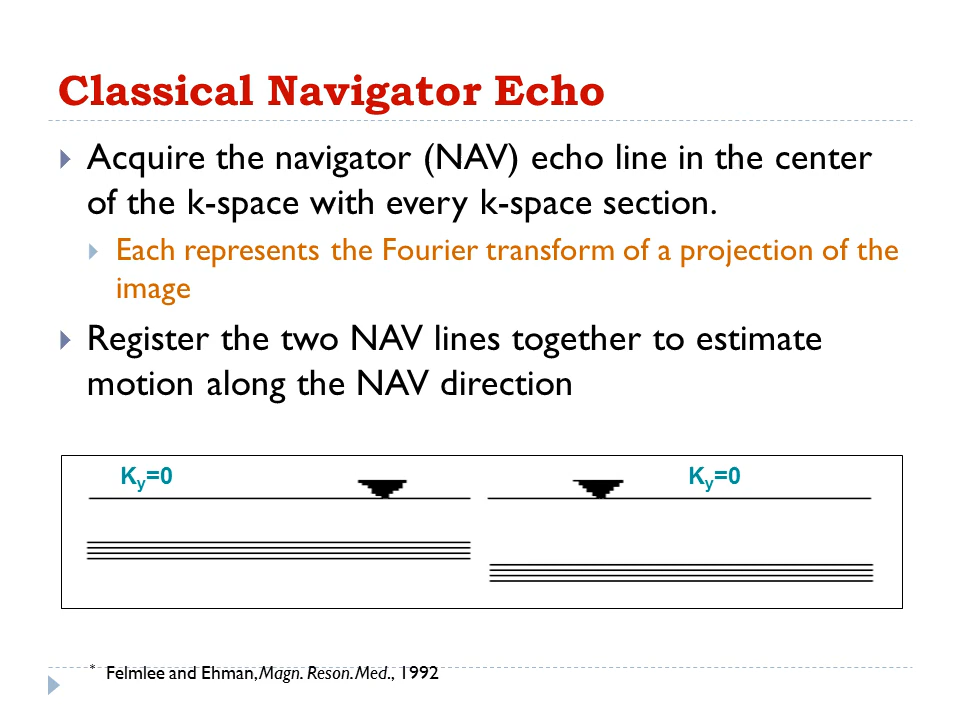 Classical Navigator Echo
Acquire the navigator (NAV) echo line in the center
of the k-space with every k-space section.
Each represents the Fourier transform of a projection of the
image
Register the two NAV lines together to estimate
motion along the NAV direction
Ky=0 Ky=0
* Felmlee and Ehman, Magn. Reson. Med., 1992